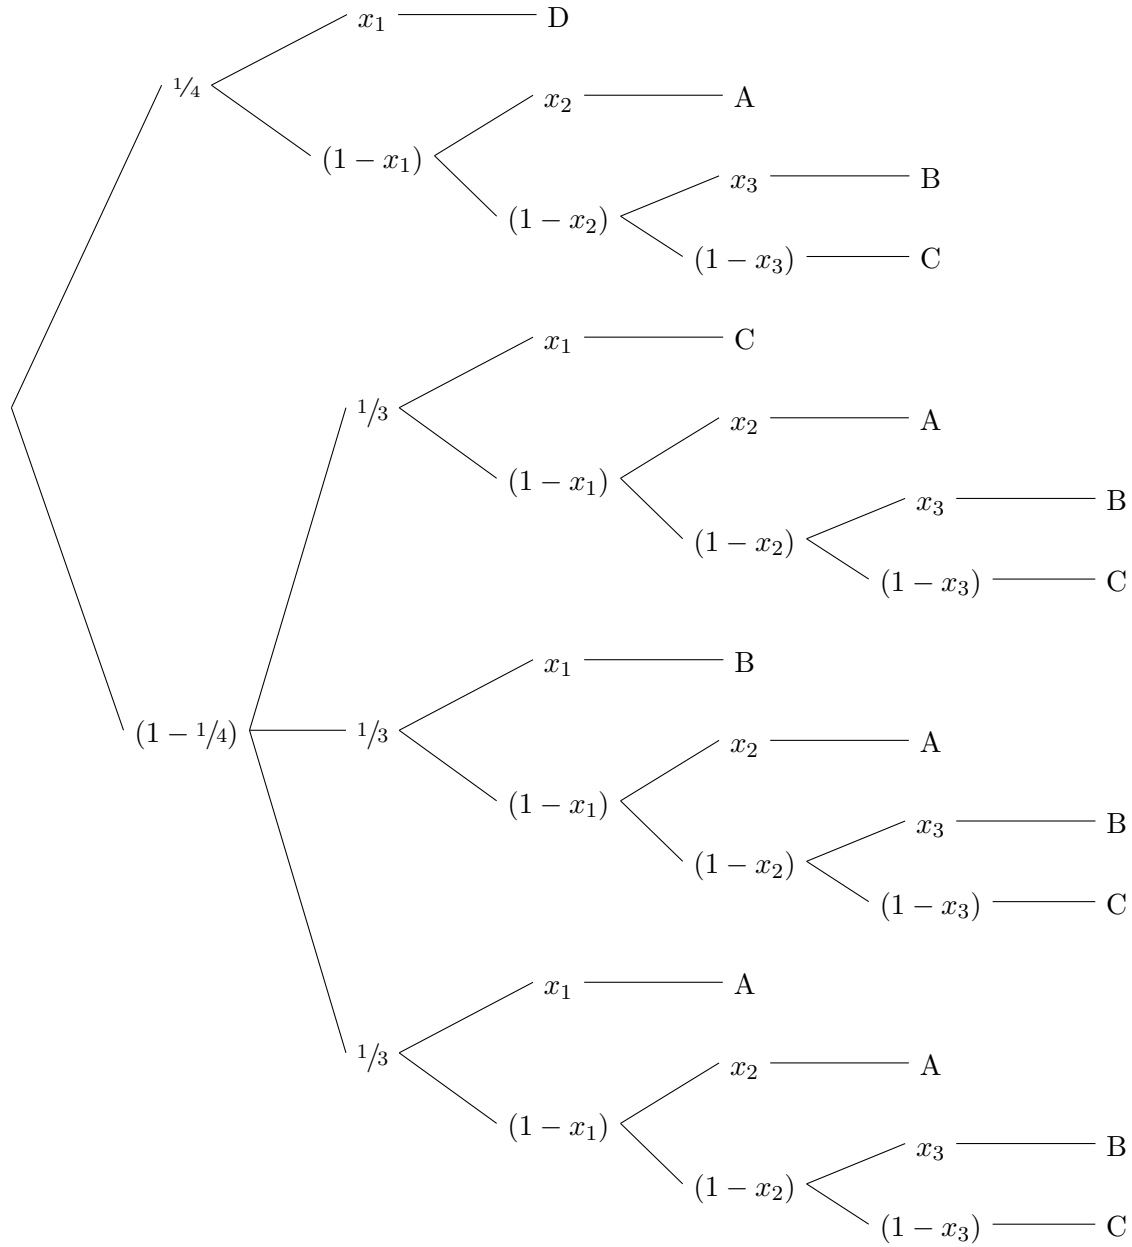 x₁ D
¹⁄₄
x₂ A
(1 − x₁)
x₃ B
(1 − x₂)
(1 − x₃) C
x₁ C
¹⁄₃
x₂ A
(1 − x₁)
x₃ B
(1 − x₂)
(1 − x₃) C
x₁ B
(1 − ¹⁄₄) ¹⁄₃
x₂ A
(1 − x₁)
x₃ B
(1 − x₂)
(1 − x₃) C
x₁ A
¹⁄₃
x₂ A
(1 − x₁)
x₃ B
(1 − x₂)
(1 − x₃) C